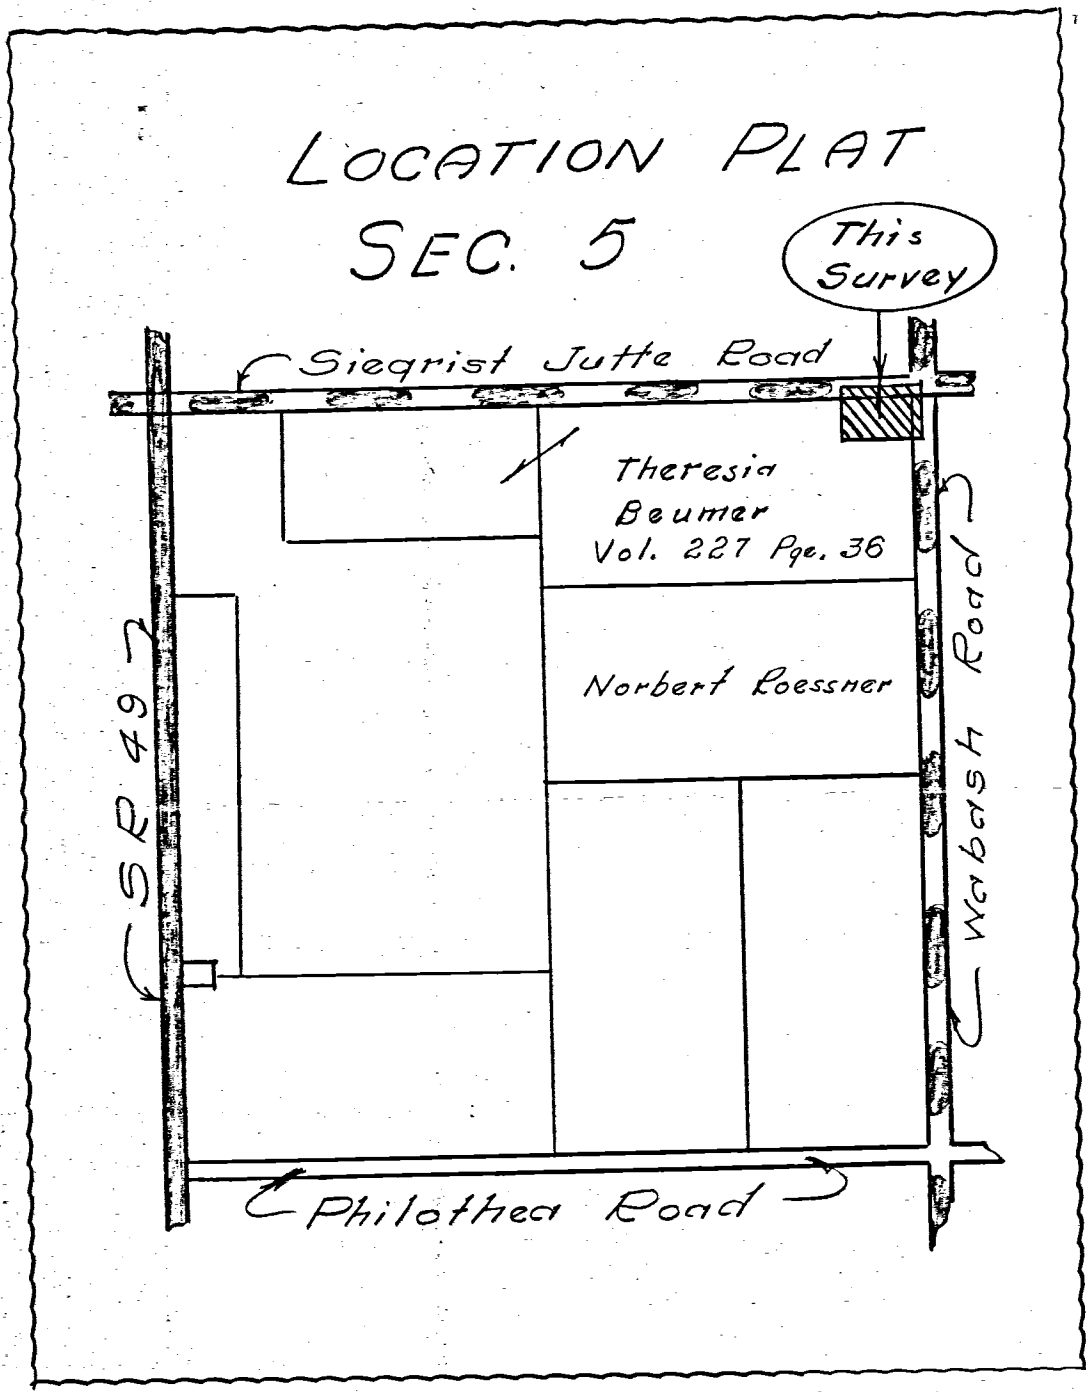 LOCATION PLAT
SEC. 5
This
Survey
Siegrist Jutte Road
Theresia
Beumer
Vol. 227 Pge. 36
Norbert Roessner
SR 49
Wabash Road
Philothea Road